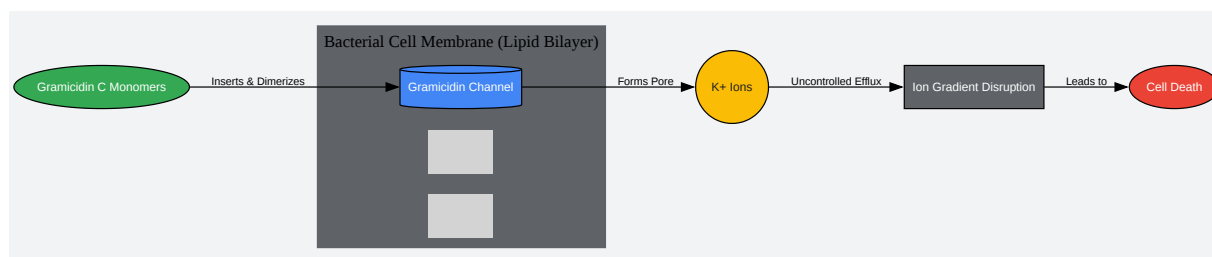 Bacterial Cell Membrane (Lipid Bilayer)
Gramicidin C Monomers
Inserts & Dimerizes
Gramicidin Channel
Forms Pore
K+ Ions
Uncontrolled Efflux
Ion Gradient Disruption
Leads to
Cell Death